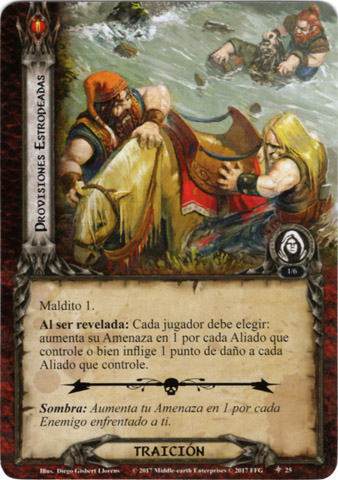 PROVISIONES ESTROPEADAS
1/6
Maldito 1.
Al ser revelada: Cada jugador debe elegir:
aumenta su Amenaza en 1 por cada Aliado que
controle o bien inflige 1 punto de daño a cada
Aliado que controle.
Sombra: Aumenta tu Amenaza en 1 por cada
Enemigo enfrentado a ti.
TRAICIÓN
Illus. Diego Gisbert Llorens © 2017 Middle-earth Enterprises © 2017 FFG 25